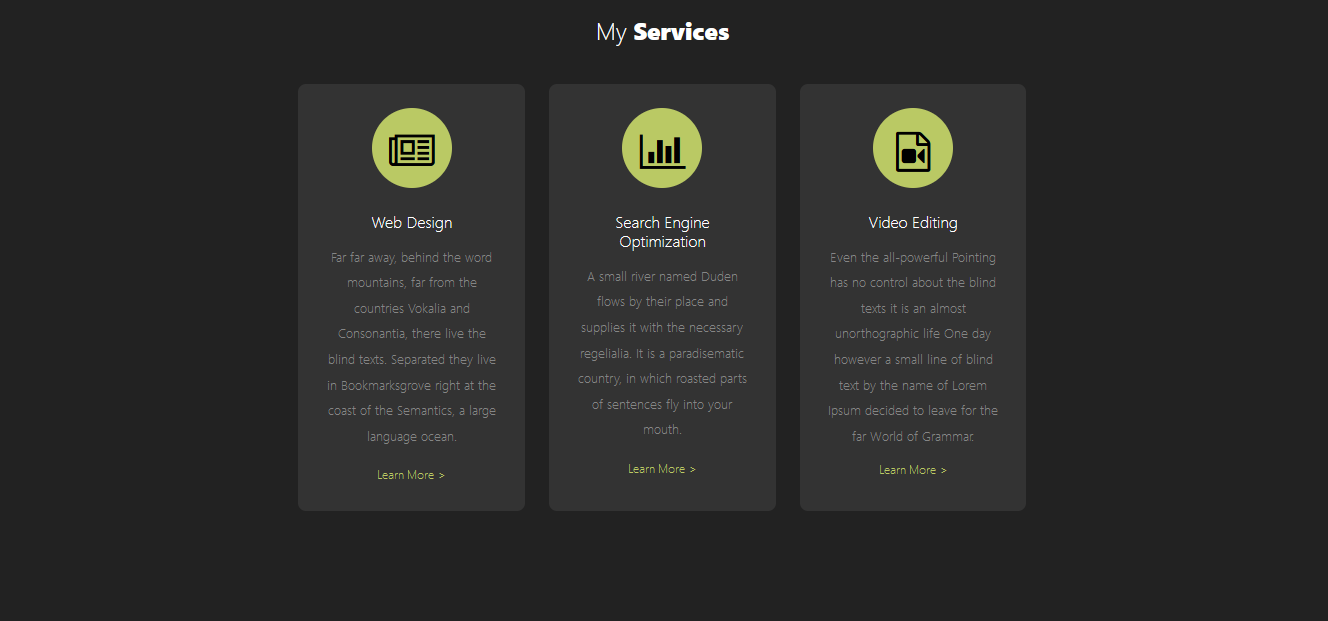 My Services
Web Design
Far far away, behind the word
mountains, far from the
countries Vokalia and
Consonantia, there live the
blind texts. Separated they live
in Bookmarksgrove right at the
coast of the Semantics, a large
language ocean.
Learn More >
Search Engine
Optimization
A small river named Duden
flows by their place and
supplies it with the necessary
regelialia. It is a paradisematic
country, in which roasted parts
of sentences fly into your
mouth.
Learn More >
Video Editing
Even the all-powerful Pointing
has no control about the blind
texts it is an almost
unorthographic life One day
however a small line of blind
text by the name of Lorem
Ipsum decided to leave for the
far World of Grammar.
Learn More >